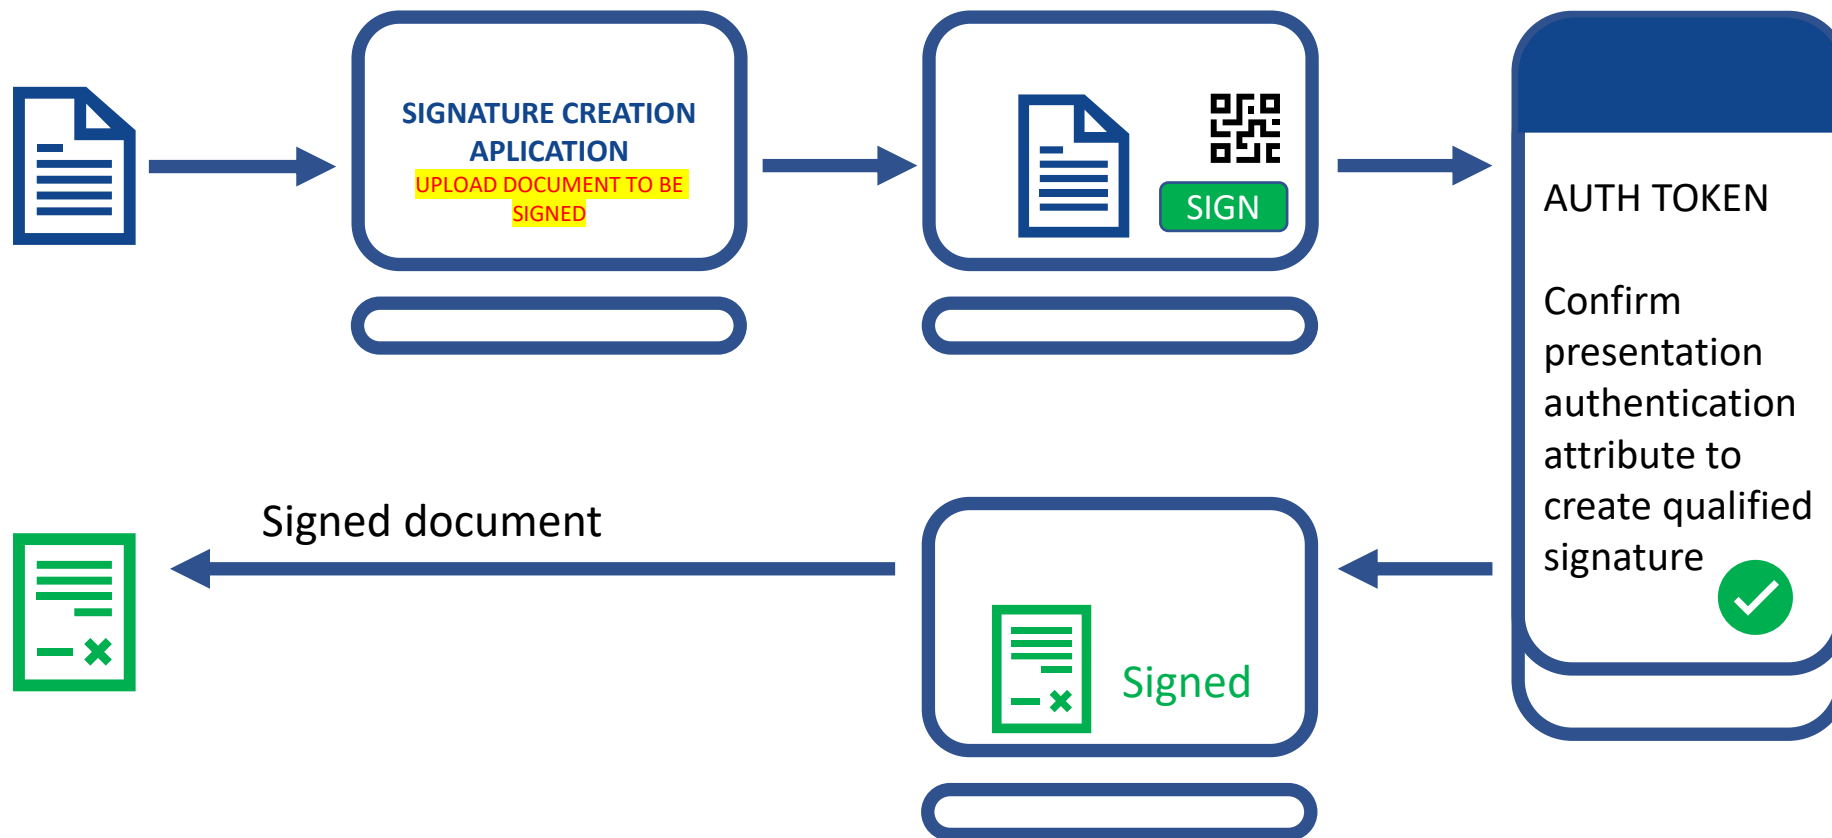 SIGNATURE CREATION
APLICATION
UPLOAD DOCUMENT TO BE
SIGNED
SIGN
AUTH TOKEN
Confirm
presentation
authentication
attribute to
create qualified
signature
Signed document
Signed